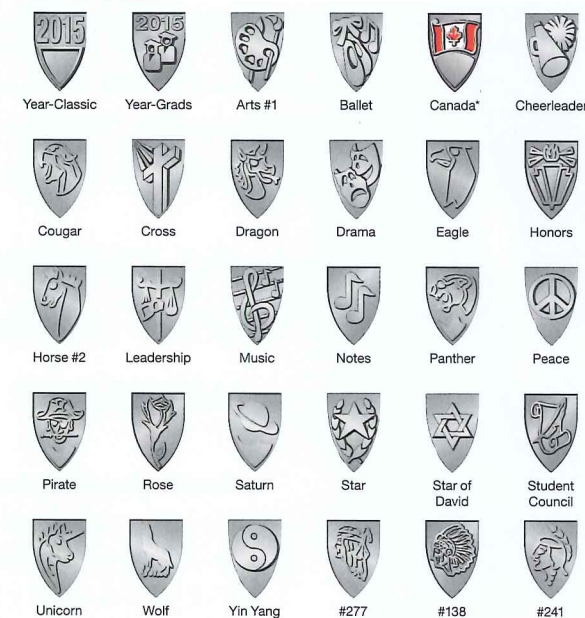 2015
2015
Year-Classic Year-Grads Arts #1 Ballet Canada* Cheerleader
Cougar Cross Dragon Drama Eagle Honors
Horse #2 Leadership Music Notes Panther Peace
Pirate Rose Saturn Star Star of David Student Council
Unicorn Wolf Yin Yang #277 #138 #241